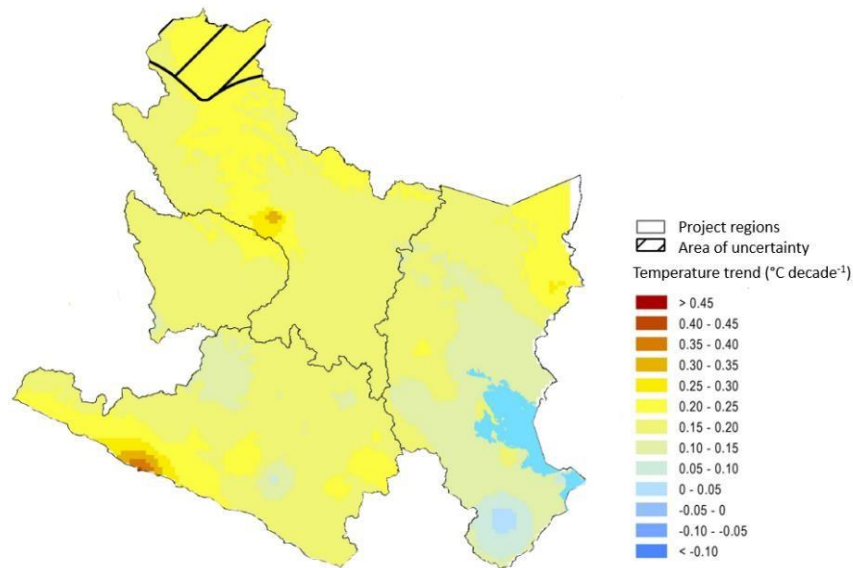 Project regions
Area of uncertainty
Temperature trend (°C decade⁻¹)
> 0.45
0.40 - 0.45
0.35 - 0.40
0.30 - 0.35
0.25 - 0.30
0.20 - 0.25
0.15 - 0.20
0.10 - 0.15
0.05 - 0.10
0 - 0.05
-0.05 - 0
-0.10 - -0.05
< -0.10